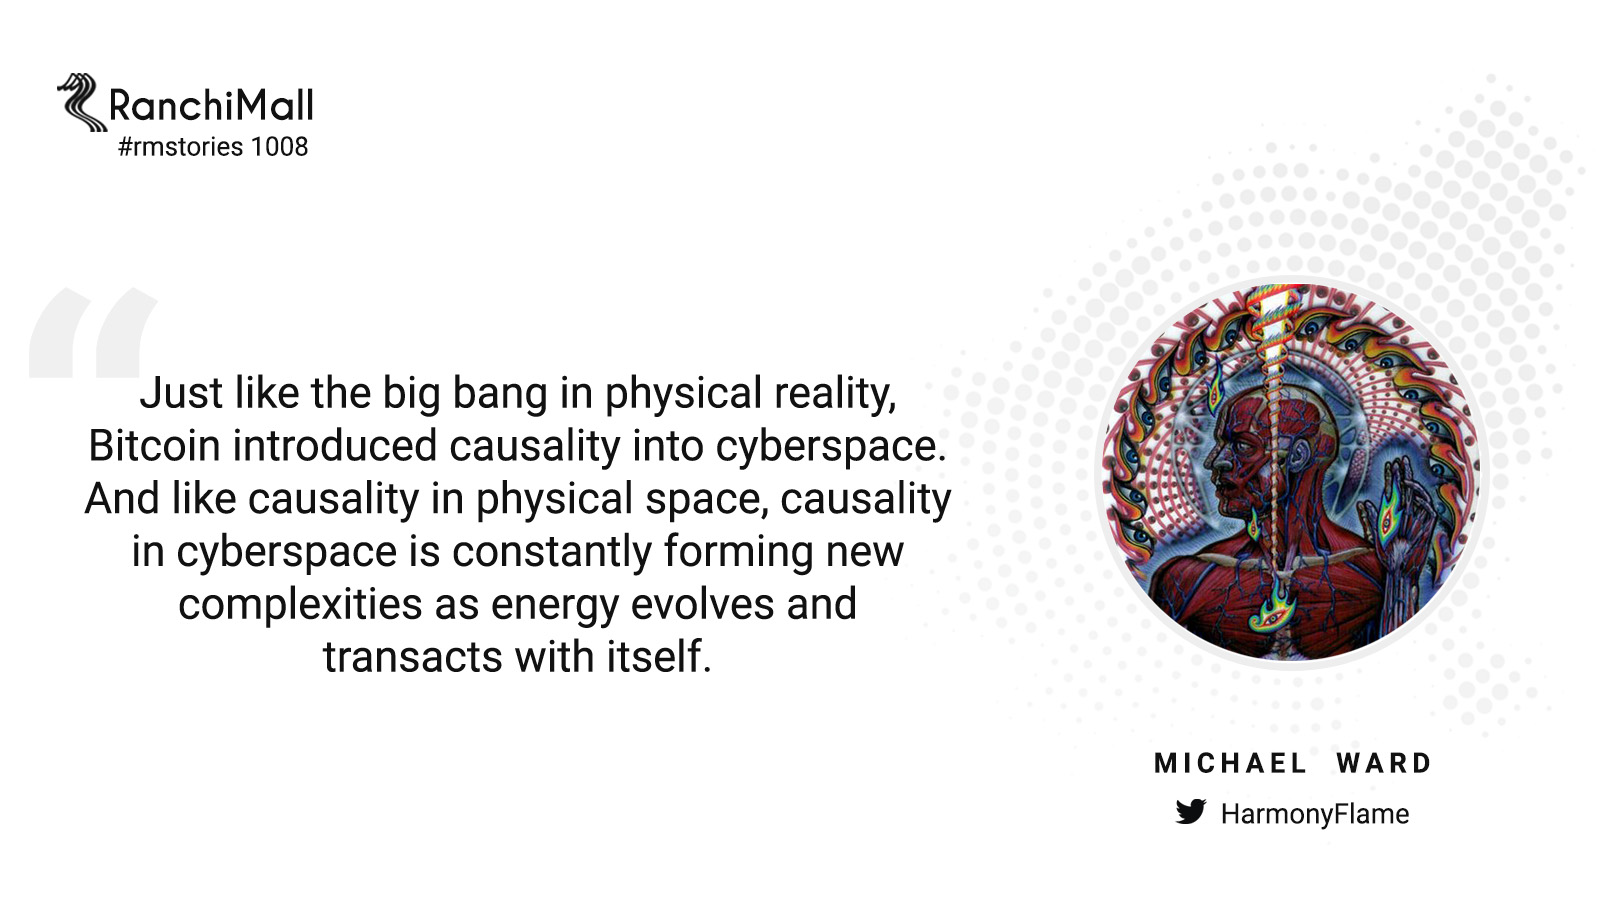 RanchiMall
#rmstories 1008
“
Just like the big bang in physical reality,
Bitcoin introduced causality into cyberspace.
And like causality in physical space, causality
in cyberspace is constantly forming new
complexities as energy evolves and
transacts with itself.
MICHAEL WARD
HarmonyFlame